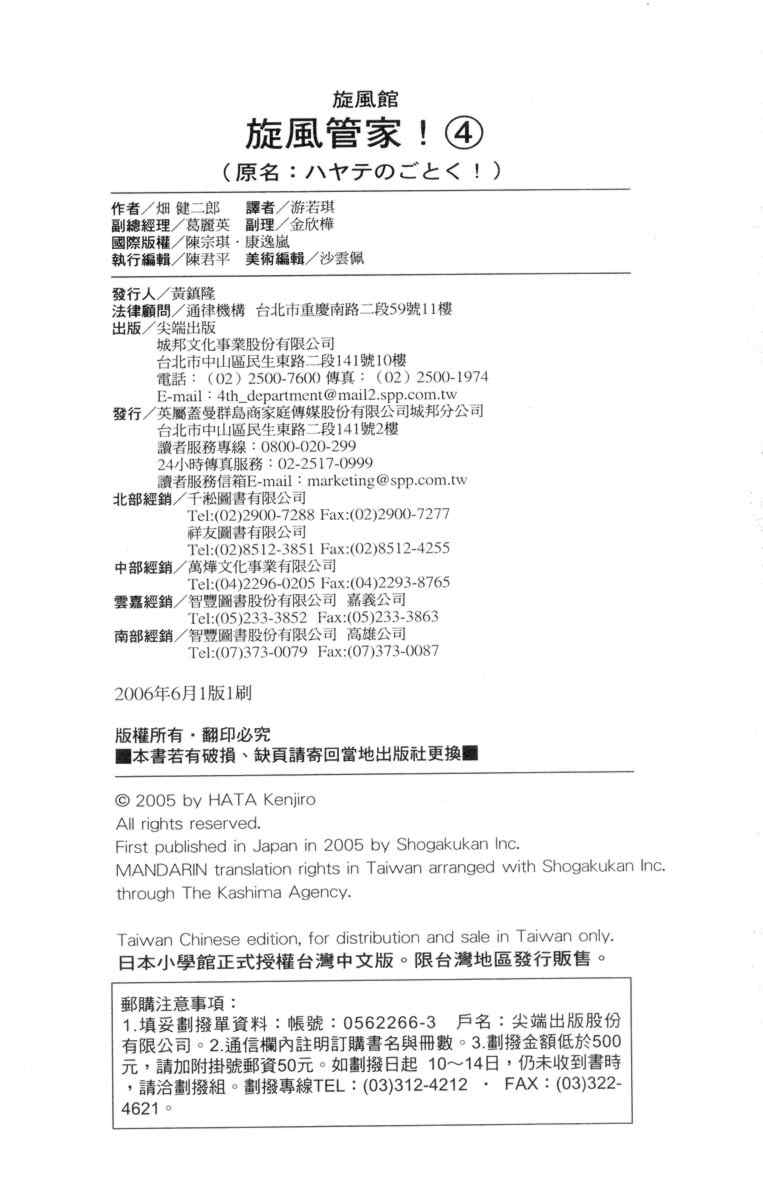 旋風館
旋風管家！④
（原名：ハヤテのごとく！）
作者／畑 健二郎 譯者／游若琪
副總經理／葛麗英 副理／金欣樺
國際版權／陳宗琪・康逸嵐
執行編輯／陳君平 美術編輯／沙雲佩
發行人／黃鎮隆
法律顧問／通律機構 台北市重慶南路二段59號11樓
出版／尖端出版
城邦文化事業股份有限公司
台北市中山區民生東路二段141號10樓
電話：（02）2500-7600 傳真：（02）2500-1974
E-mail：4th_department@mail2.spp.com.tw
發行／英屬蓋曼群島商家庭傳媒股份有限公司城邦分公司
台北市中山區民生東路二段141號2樓
讀者服務專線：0800-020-299
24小時傳真服務：02-2517-0999
讀者服務信箱E-mail：marketing@spp.com.tw
北部經銷／千淞圖書有限公司
Tel:(02)2900-7288 Fax:(02)2900-7277
祥友圖書有限公司
Tel:(02)8512-3851 Fax:(02)8512-4255
中部經銷／萬燁文化事業有限公司
Tel:(04)2296-0205 Fax:(04)2293-8765
雲嘉經銷／智豐圖書股份有限公司 嘉義公司
Tel:(05)233-3852 Fax:(05)233-3863
南部經銷／智豐圖書股份有限公司 高雄公司
Tel:(07)373-0079 Fax:(07)373-0087
2006年6月1版1刷
版權所有・翻印必究
■本書若有破損、缺頁請寄回當地出版社更換■
© 2005 by HATA Kenjiro
All rights reserved.
First published in Japan in 2005 by Shogakukan Inc.
MANDARIN translation rights in Taiwan arranged with Shogakukan Inc.
through The Kashima Agency.
Taiwan Chinese edition, for distribution and sale in Taiwan only.
日本小學館正式授權台灣中文版。限台灣地區發行販售。
郵購注意事項：
1.填妥劃撥單資料：帳號：0562266-3 戶名：尖端出版股份
有限公司。2.通信欄內註明訂購書名與冊數。3.劃撥金額低於500
元，請加附掛號郵資50元。如劃撥日起 10～14日，仍未收到書時
，請洽劃撥組。劃撥專線TEL：(03)312-4212 ・ FAX：(03)322-
4621。